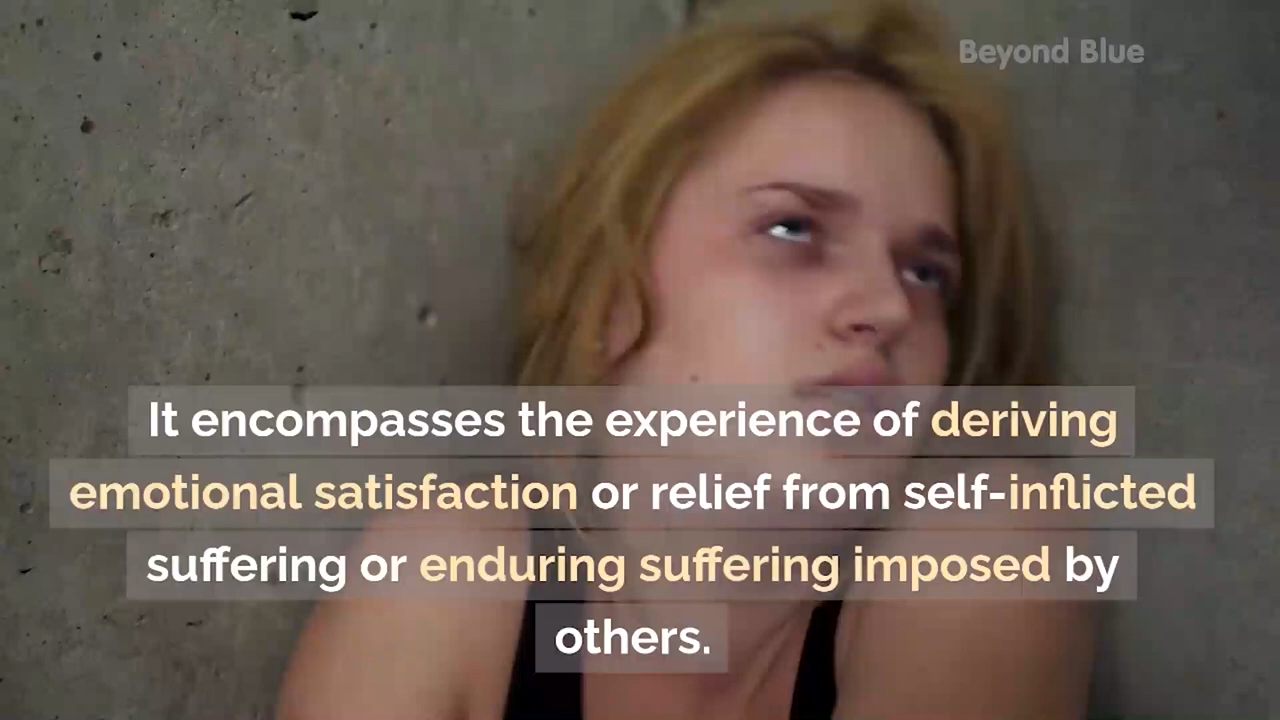 Beyond Blue
It encompasses the experience of deriving
emotional satisfaction or relief from self-inflicted
suffering or enduring suffering imposed by
others.